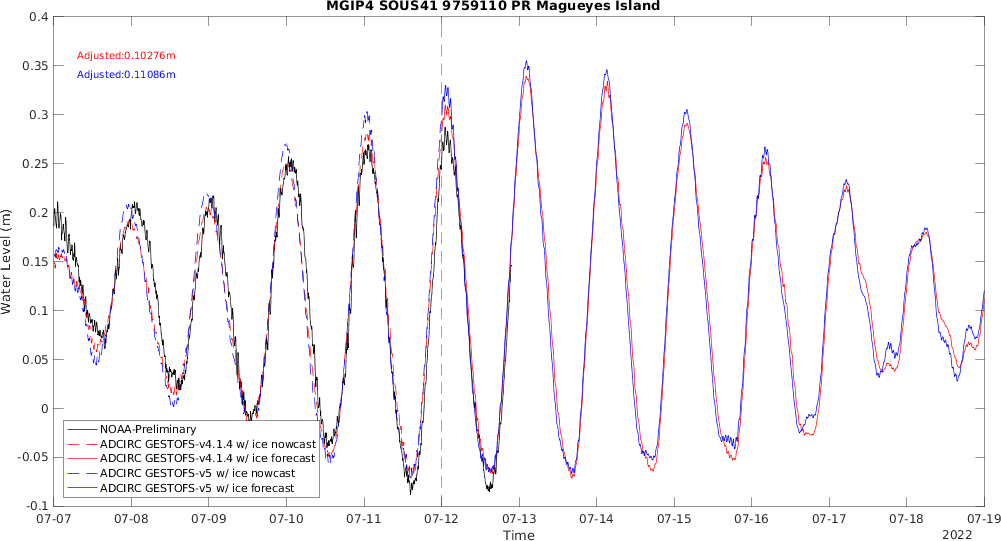 MGIP4 SOUS41 9759110 PR Magueyes Island
0.4
0.35
0.3
0.25
0.2
0.15
0.1
0.05
0
-0.05
-0.1
Water Level (m)
Adjusted:0.10276m
Adjusted:0.11086m
NOAA-Preliminary
ADCIRC GESTOFS-v4.1.4 w/ ice nowcast
ADCIRC GESTOFS-v4.1.4 w/ ice forecast
ADCIRC GESTOFS-v5 w/ ice nowcast
ADCIRC GESTOFS-v5 w/ ice forecast
07-07 07-08 07-09 07-10 07-11 07-12 07-13 07-14 07-15 07-16 07-17 07-18 07-19
Time
2022